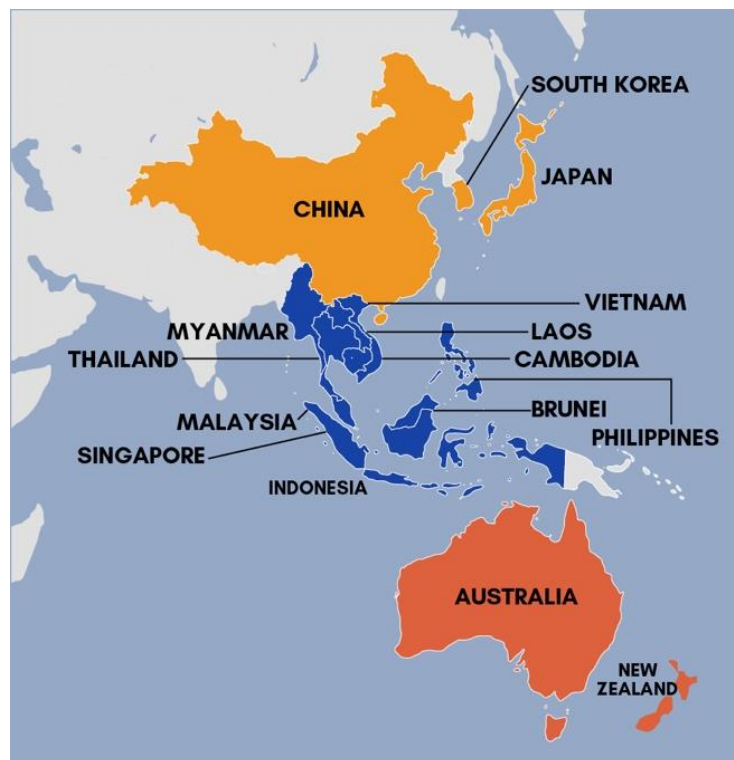 SOUTH KOREA
JAPAN
CHINA
VIETNAM
MYANMAR
LAOS
THAILAND
CAMBODIA
BRUNEI
MALAYSIA
PHILIPPINES
SINGAPORE
INDONESIA
AUSTRALIA
NEW
ZEALAND